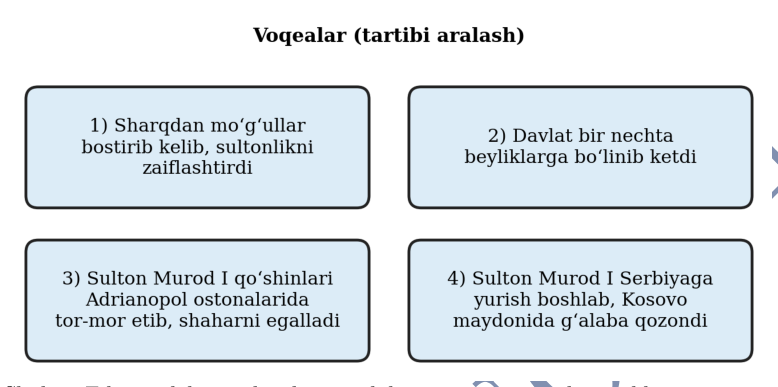 Voqealar (tartibi aralash)
1) Sharqdan mo‘g‘ullar
bostirib kelib, sultonlikni
zaiflashtirdi
2) Davlat bir nechta
beyliklarga bo‘linib ketdi
3) Sulton Murod I qo‘shinlari
Adrianopol ostonalarida
tor-mor etib, shaharni egalladi
4) Sulton Murod I Serbiyaga
yurish boshlab, Kosovo
maydonida g‘alaba qozondi